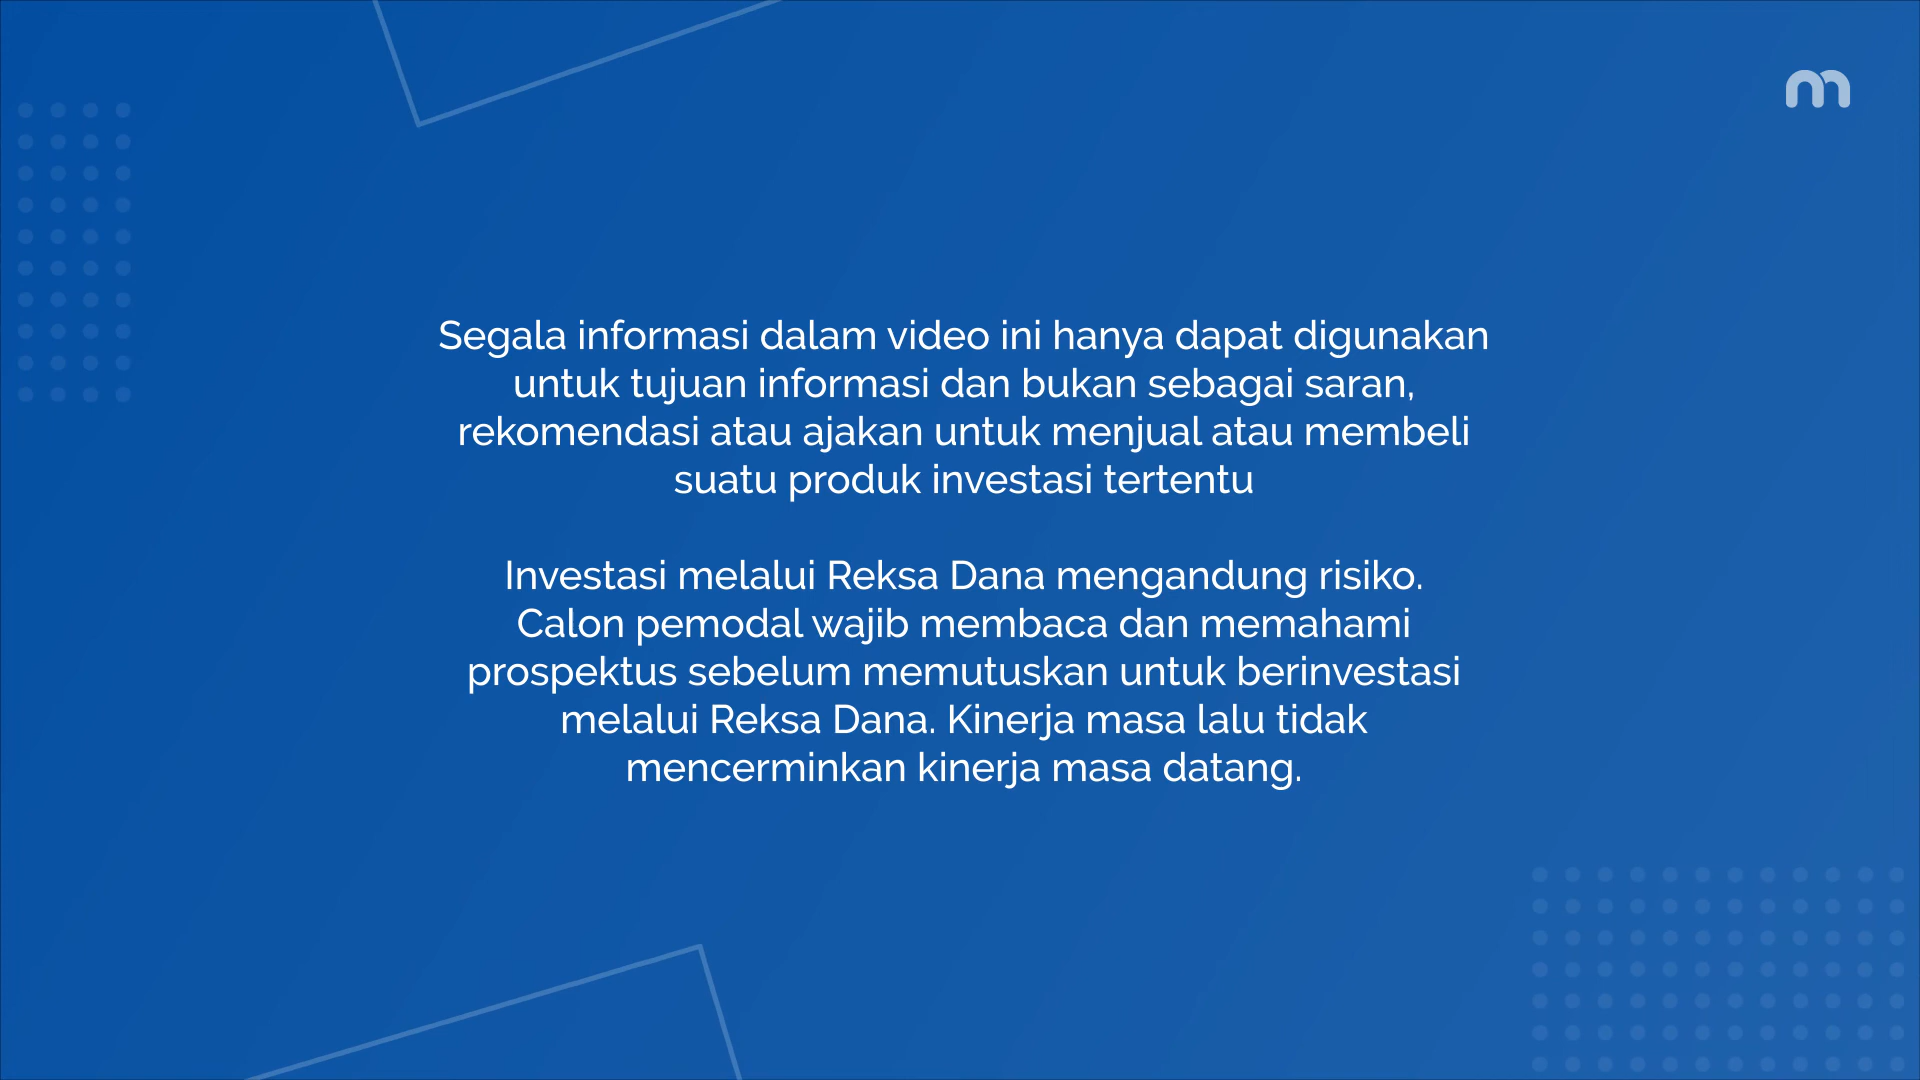 Segala informasi dalam video ini hanya dapat digunakan
untuk tujuan informasi dan bukan sebagai saran,
rekomendasi atau ajakan untuk menjual atau membeli
suatu produk investasi tertentu
Investasi melalui Reksa Dana mengandung risiko.
Calon pemodal wajib membaca dan memahami
prospektus sebelum memutuskan untuk berinvestasi
melalui Reksa Dana. Kinerja masa lalu tidak
mencerminkan kinerja masa datang.